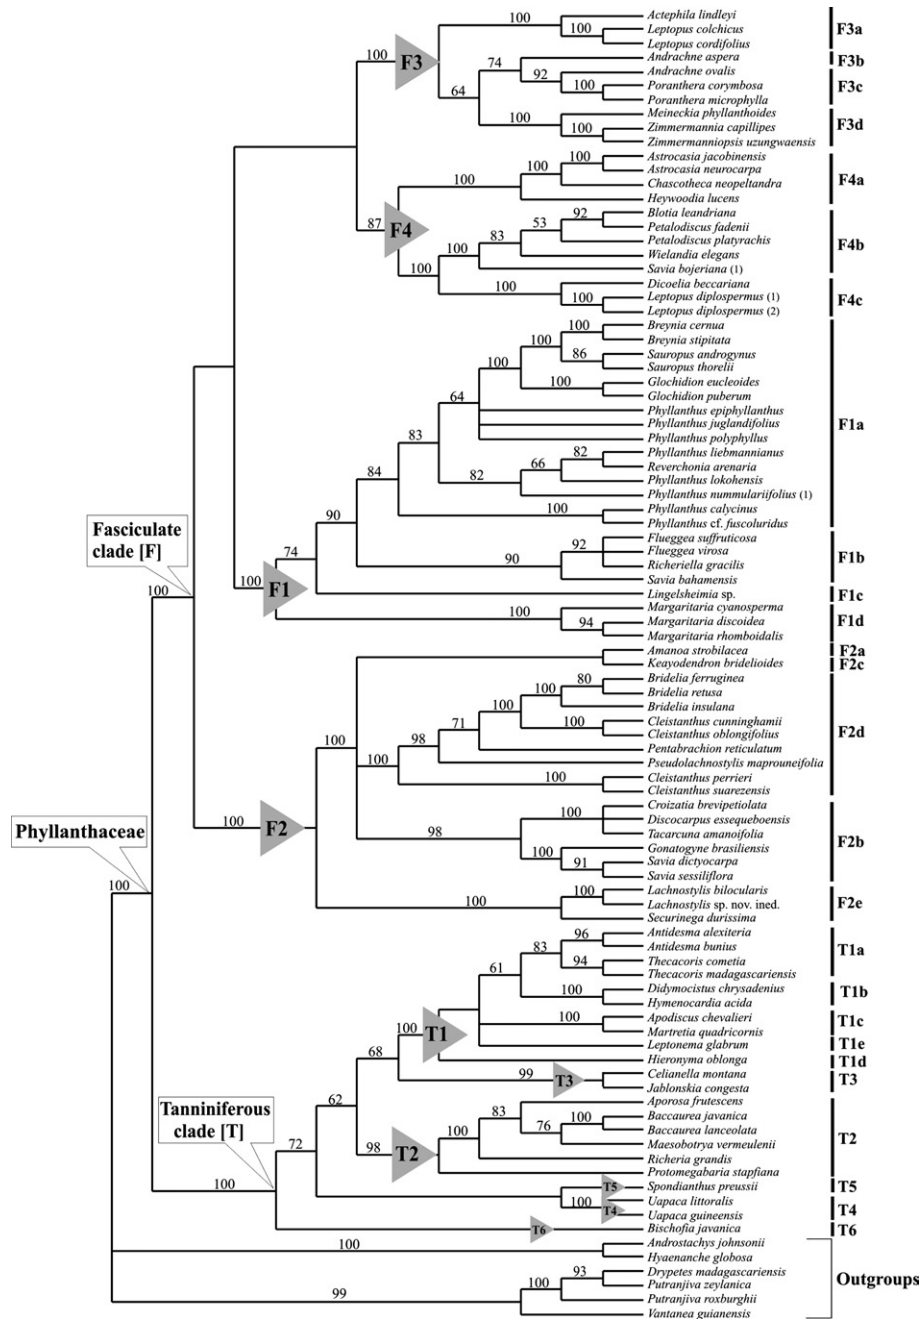 100 Actephila lindleyi
100 Leptopus colchicus F3a
Leptopus cordifolius
100 F3 74 Andrachne aspera F3b
64 92 Andrachne ovalis
100 Poranthera corymbosa F3c
Poranthera microphylla
100 Meineckia phyllanthoides
100 Zimmermannia capillipes F3d
Zimmermanniopsis uzungwaensis
100 Astrocasia jacobinensis
100 100 Astrocasia neurocarpa F4a
Chascotheca neopeltandra
Heywoodia lucens
87 F4 92 Blotia leandriana
53 Petalodiscus fadenii
83 Petalodiscus platyrachis F4b
100 100 Wielandia elegans
Savia bojeriana (1)
100 Dicoelia beccariana
100 Leptopus diplospermus (1) F4c
Leptopus diplospermus (2)
100 Breynia cernua
100 Breynia stipitata
86 Sauropus androgynus
100 Sauropus thorelii
100 Glochidion eucleoides
64 Glochidion puberum
Phyllanthus epiphyllanthus
Phyllanthus juglandifolius F1a
83 Phyllanthus polyphyllus
82 Phyllanthus liebmannianus
84 82 66 Reverchonia arenaria
Phyllanthus lokohensis
Phyllanthus nummulariifolius (1)
90 100 Phyllanthus calycinus
Phyllanthus cf. fuscoluridus
Fasciculate clade [F]
92 Flueggea suffruticosa
74 90 Flueggea virosa F1b
Richeriella gracilis
100 F1 Savia bahamensis
100 Lingelsheimia sp. F1c
100 Margaritaria cyanosperma
94 Margaritaria discoidea F1d
Margaritaria rhomboidalis
Amanoa strobilacea F2a
Keayodendron bridelioides F2c
80 Bridelia ferruginea
100 Bridelia retusa
100 Bridelia insulana
71 100 Cleistanthus cunninghamii
98 Cleistanthus oblongifolius F2d
100 100 Pentabrachion reticulatum
Pseudolachnostylis maprouneifolia
100 Cleistanthus perrieri
Cleistanthus suarezensis
Phyllanthaceae
100 F2 100 Croizatia brevipetiolata
98 Discocarpus essequeboensis
Tacarcuna amanoifolia F2b
100 Gonatogyne brasiliensis
91 Savia dictyocarpa
Savia sessiliflora
100 100 100 Lachnostylis bilocularis
Lachnostylis sp. nov. ined. F2e
Securinega durissima
96 Antidesma alexiteria
83 Antidesma bunius T1a
94 Thecacoris cometia
61 Thecacoris madagascariensis
100 Didymocistus chrysadenius T1b
Hymenocardia acida
100 T1 100 Apodiscus chevalieri T1c
Martretia quadricornis
Leptonema glabrum T1e
68 Hieronyma oblonga T1d
99 T3 Celianella montana T3
Jablonskia congesta
Tanniniferous clade [T]
62 83 Aporosa frutescens
100 Baccaurea javanica
76 Baccaurea lanceolata T2
98 T2 100 Maesobotrya vermeulenii
72 Richeria grandis
Protomegabaria stapfiana
100 T5 Spondianthus preussii T5
100 T4 Uapaca littoralis T4
Uapaca guineensis
T6 Bischofia javanica T6
100 Androstachys johnsonii
Hyaenanche globosa
93 Drypetes madagascariensis Outgroups
99 100 Putranjiva zeylanica
Putranjiva roxburghii
Vantanea guianensis